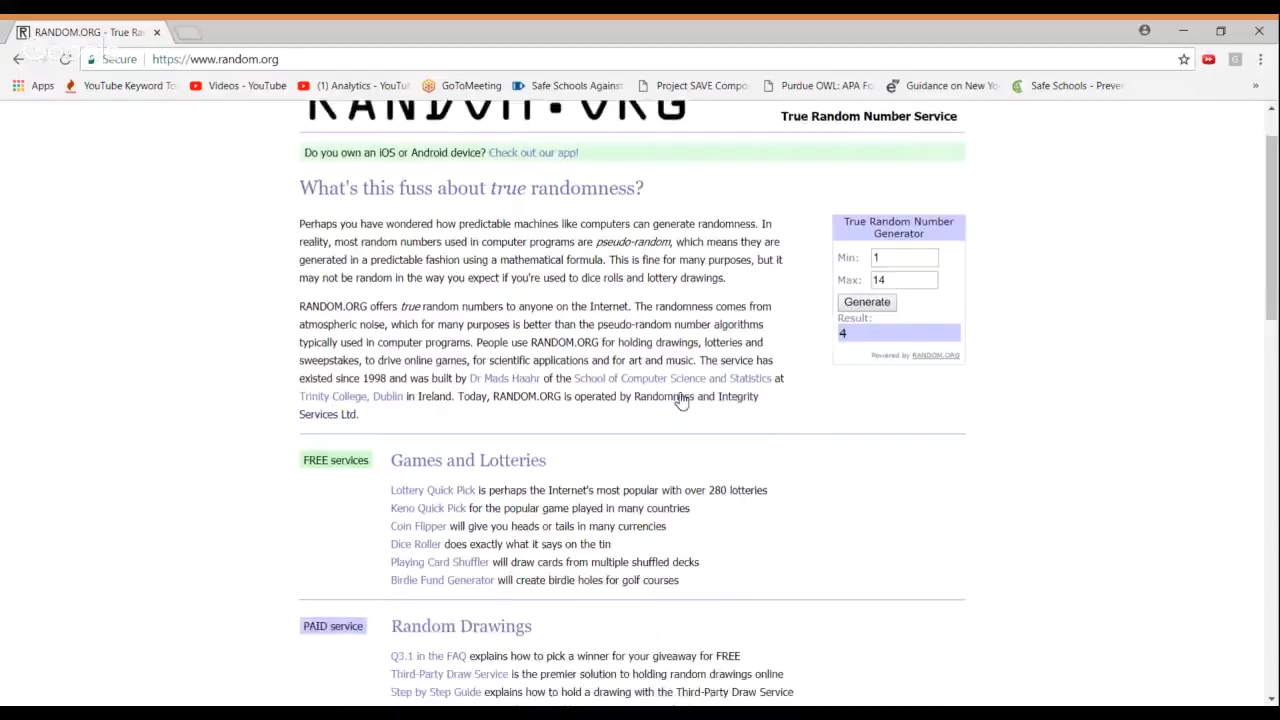 RANDOM.ORG - True Ra
Google
Secure https://www.random.org
Apps YouTube Keyword To Videos - YouTube (1) Analytics - YouTu GoToMeeting Safe Schools Against Project SAVE Compo Purdue OWL: APA Fo Guidance on New Yo Safe Schools - Preve »
RANDOM.ORG
True Random Number Service
Do you own an iOS or Android device? Check out our app!
What's this fuss about true randomness?
Perhaps you have wondered how predictable machines like computers can generate randomness. In
reality, most random numbers used in computer programs are pseudo-random, which means they are
generated in a predictable fashion using a mathematical formula. This is fine for many purposes, but it
may not be random in the way you expect if you're used to dice rolls and lottery drawings.
RANDOM.ORG offers true random numbers to anyone on the Internet. The randomness comes from
atmospheric noise, which for many purposes is better than the pseudo-random number algorithms
typically used in computer programs. People use RANDOM.ORG for holding drawings, lotteries and
sweepstakes, to drive online games, for scientific applications and for art and music. The service has
existed since 1998 and was built by Dr Mads Haahr of the School of Computer Science and Statistics at
Trinity College, Dublin in Ireland. Today, RANDOM.ORG is operated by Randomness and Integrity
Services Ltd.
True Random Number
Generator
Min: 1
Max: 14
Generate
Result:
4
Powered by RANDOM.ORG
FREE services
Games and Lotteries
Lottery Quick Pick is perhaps the Internet's most popular with over 280 lotteries
Keno Quick Pick for the popular game played in many countries
Coin Flipper will give you heads or tails in many currencies
Dice Roller does exactly what it says on the tin
Playing Card Shuffler will draw cards from multiple shuffled decks
Birdie Fund Generator will create birdie holes for golf courses
PAID service
Random Drawings
Q3.1 in the FAQ explains how to pick a winner for your giveaway for FREE
Third-Party Draw Service is the premier solution to holding random drawings online
Step by Step Guide explains how to hold a drawing with the Third-Party Draw Service